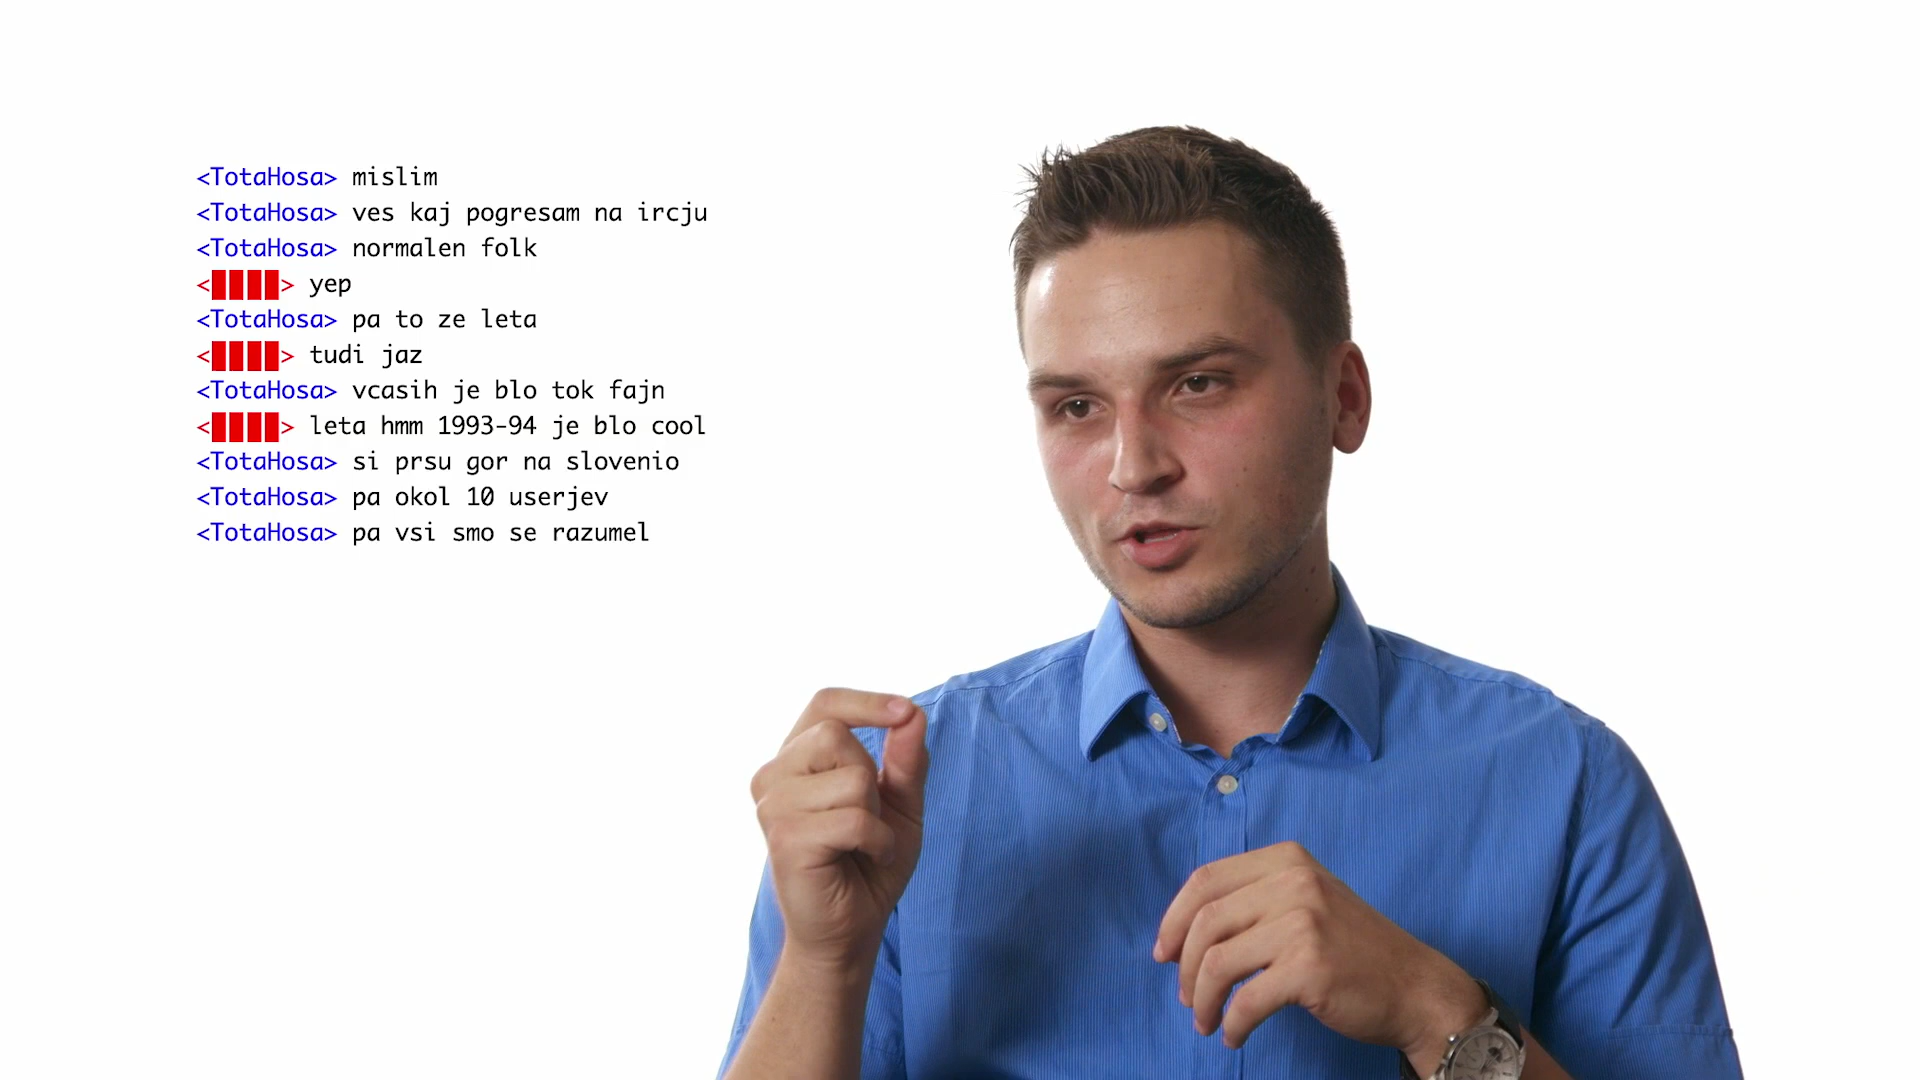 <TotaHosa> mislim
<TotaHosa> ves kaj pogresam na ircju
<TotaHosa> normalen folk
<████> yep
<TotaHosa> pa to ze leta
<████> tudi jaz
<TotaHosa> vcasih je blo tok fajn
<████> leta hmm 1993-94 je blo cool
<TotaHosa> si prsu gor na slovenio
<TotaHosa> pa okol 10 userjev
<TotaHosa> pa vsi smo se razumel